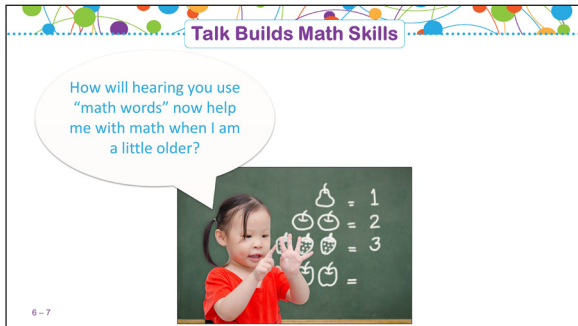 Talk Builds Math Skills
How will hearing you use
“math words” now help
me with math when I am
a little older?
= 1
= 2
= 3
=
6 – 7